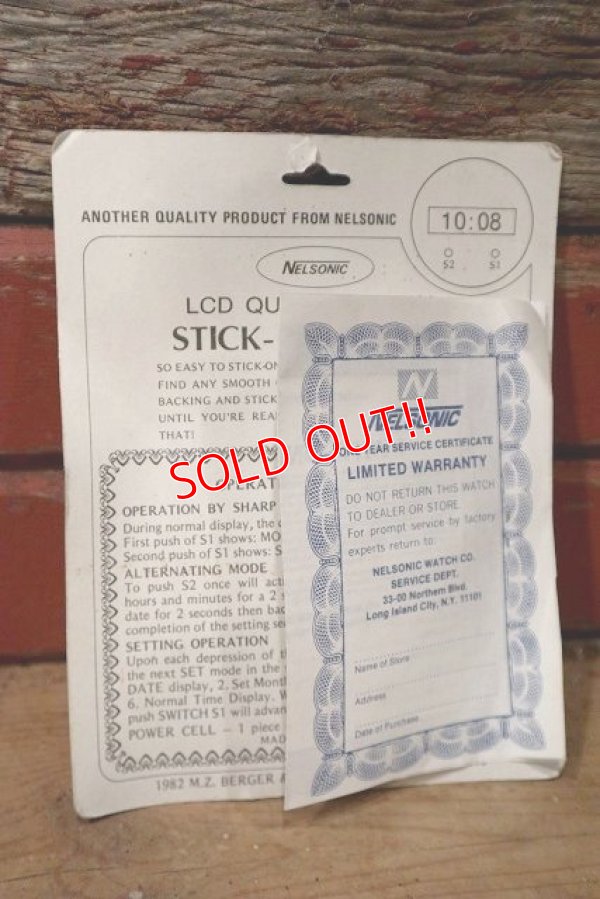 ANOTHER QUALITY PRODUCT FROM NELSONIC
10:08
S2 S1
NELSONIC
LCD QU
STICK-
SO EASY TO STICK-ON
FIND ANY SMOOTH
BACKING AND STICK
UNTIL YOU'RE REA
THAT!
OPERAT
OPERATION BY SHARP
During normal display, the
First push of S1 shows: MO
Second push of S1 shows: S
ALTERNATING MODE
To push S2 once will acti
hours and minutes for a 2 s
date for 2 seconds then bac
completion of the setting se
SETTING OPERATION
Upon each depression of t
the next SET mode in the
DATE display, 2. Set Mont
6. Normal Time Display. W
push SWITCH S1 will advan
POWER CELL — 1 piece
MAD
1982 M.Z. BERGER &
N
NELSONIC
ONE YEAR SERVICE CERTIFICATE
LIMITED WARRANTY
DO NOT RETURN THIS WATCH
TO DEALER OR STORE
For prompt service by factory
experts return to:
NELSONIC WATCH CO.
SERVICE DEPT.
33-00 Northern Blvd.
Long Island City, N.Y. 11101
Name of Store
Address
Date of Purchase
SOLD OUT!!